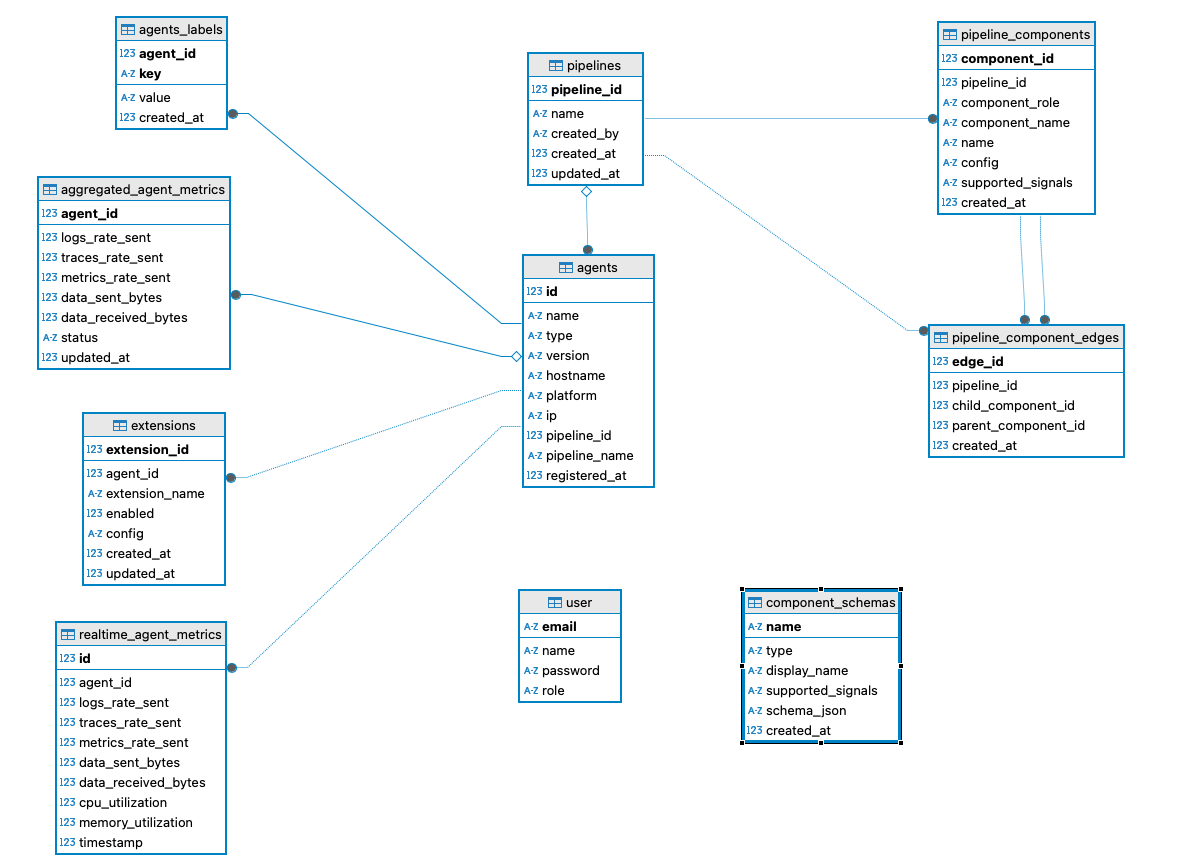 agents_labels
123 agent_id
A-Z key
A-Z value
123 created_at
pipelines
123 pipeline_id
A-Z name
A-Z created_by
123 created_at
123 updated_at
pipeline_components
123 component_id
123 pipeline_id
A-Z component_role
A-Z component_name
A-Z name
A-Z config
A-Z supported_signals
123 created_at
aggregated_agent_metrics
123 agent_id
123 logs_rate_sent
123 traces_rate_sent
123 metrics_rate_sent
123 data_sent_bytes
123 data_received_bytes
A-Z status
123 updated_at
agents
123 id
A-Z name
A-Z type
A-Z version
A-Z hostname
A-Z platform
A-Z ip
123 pipeline_id
A-Z pipeline_name
123 registered_at
pipeline_component_edges
123 edge_id
123 pipeline_id
123 child_component_id
123 parent_component_id
123 created_at
extensions
123 extension_id
123 agent_id
A-Z extension_name
123 enabled
A-Z config
123 created_at
123 updated_at
realtime_agent_metrics
123 id
123 agent_id
123 logs_rate_sent
123 traces_rate_sent
123 metrics_rate_sent
123 data_sent_bytes
123 data_received_bytes
123 cpu_utilization
123 memory_utilization
123 timestamp
user
A-Z email
A-Z name
A-Z password
A-Z role
component_schemas
A-Z name
A-Z type
A-Z display_name
A-Z supported_signals
A-Z schema_json
123 created_at